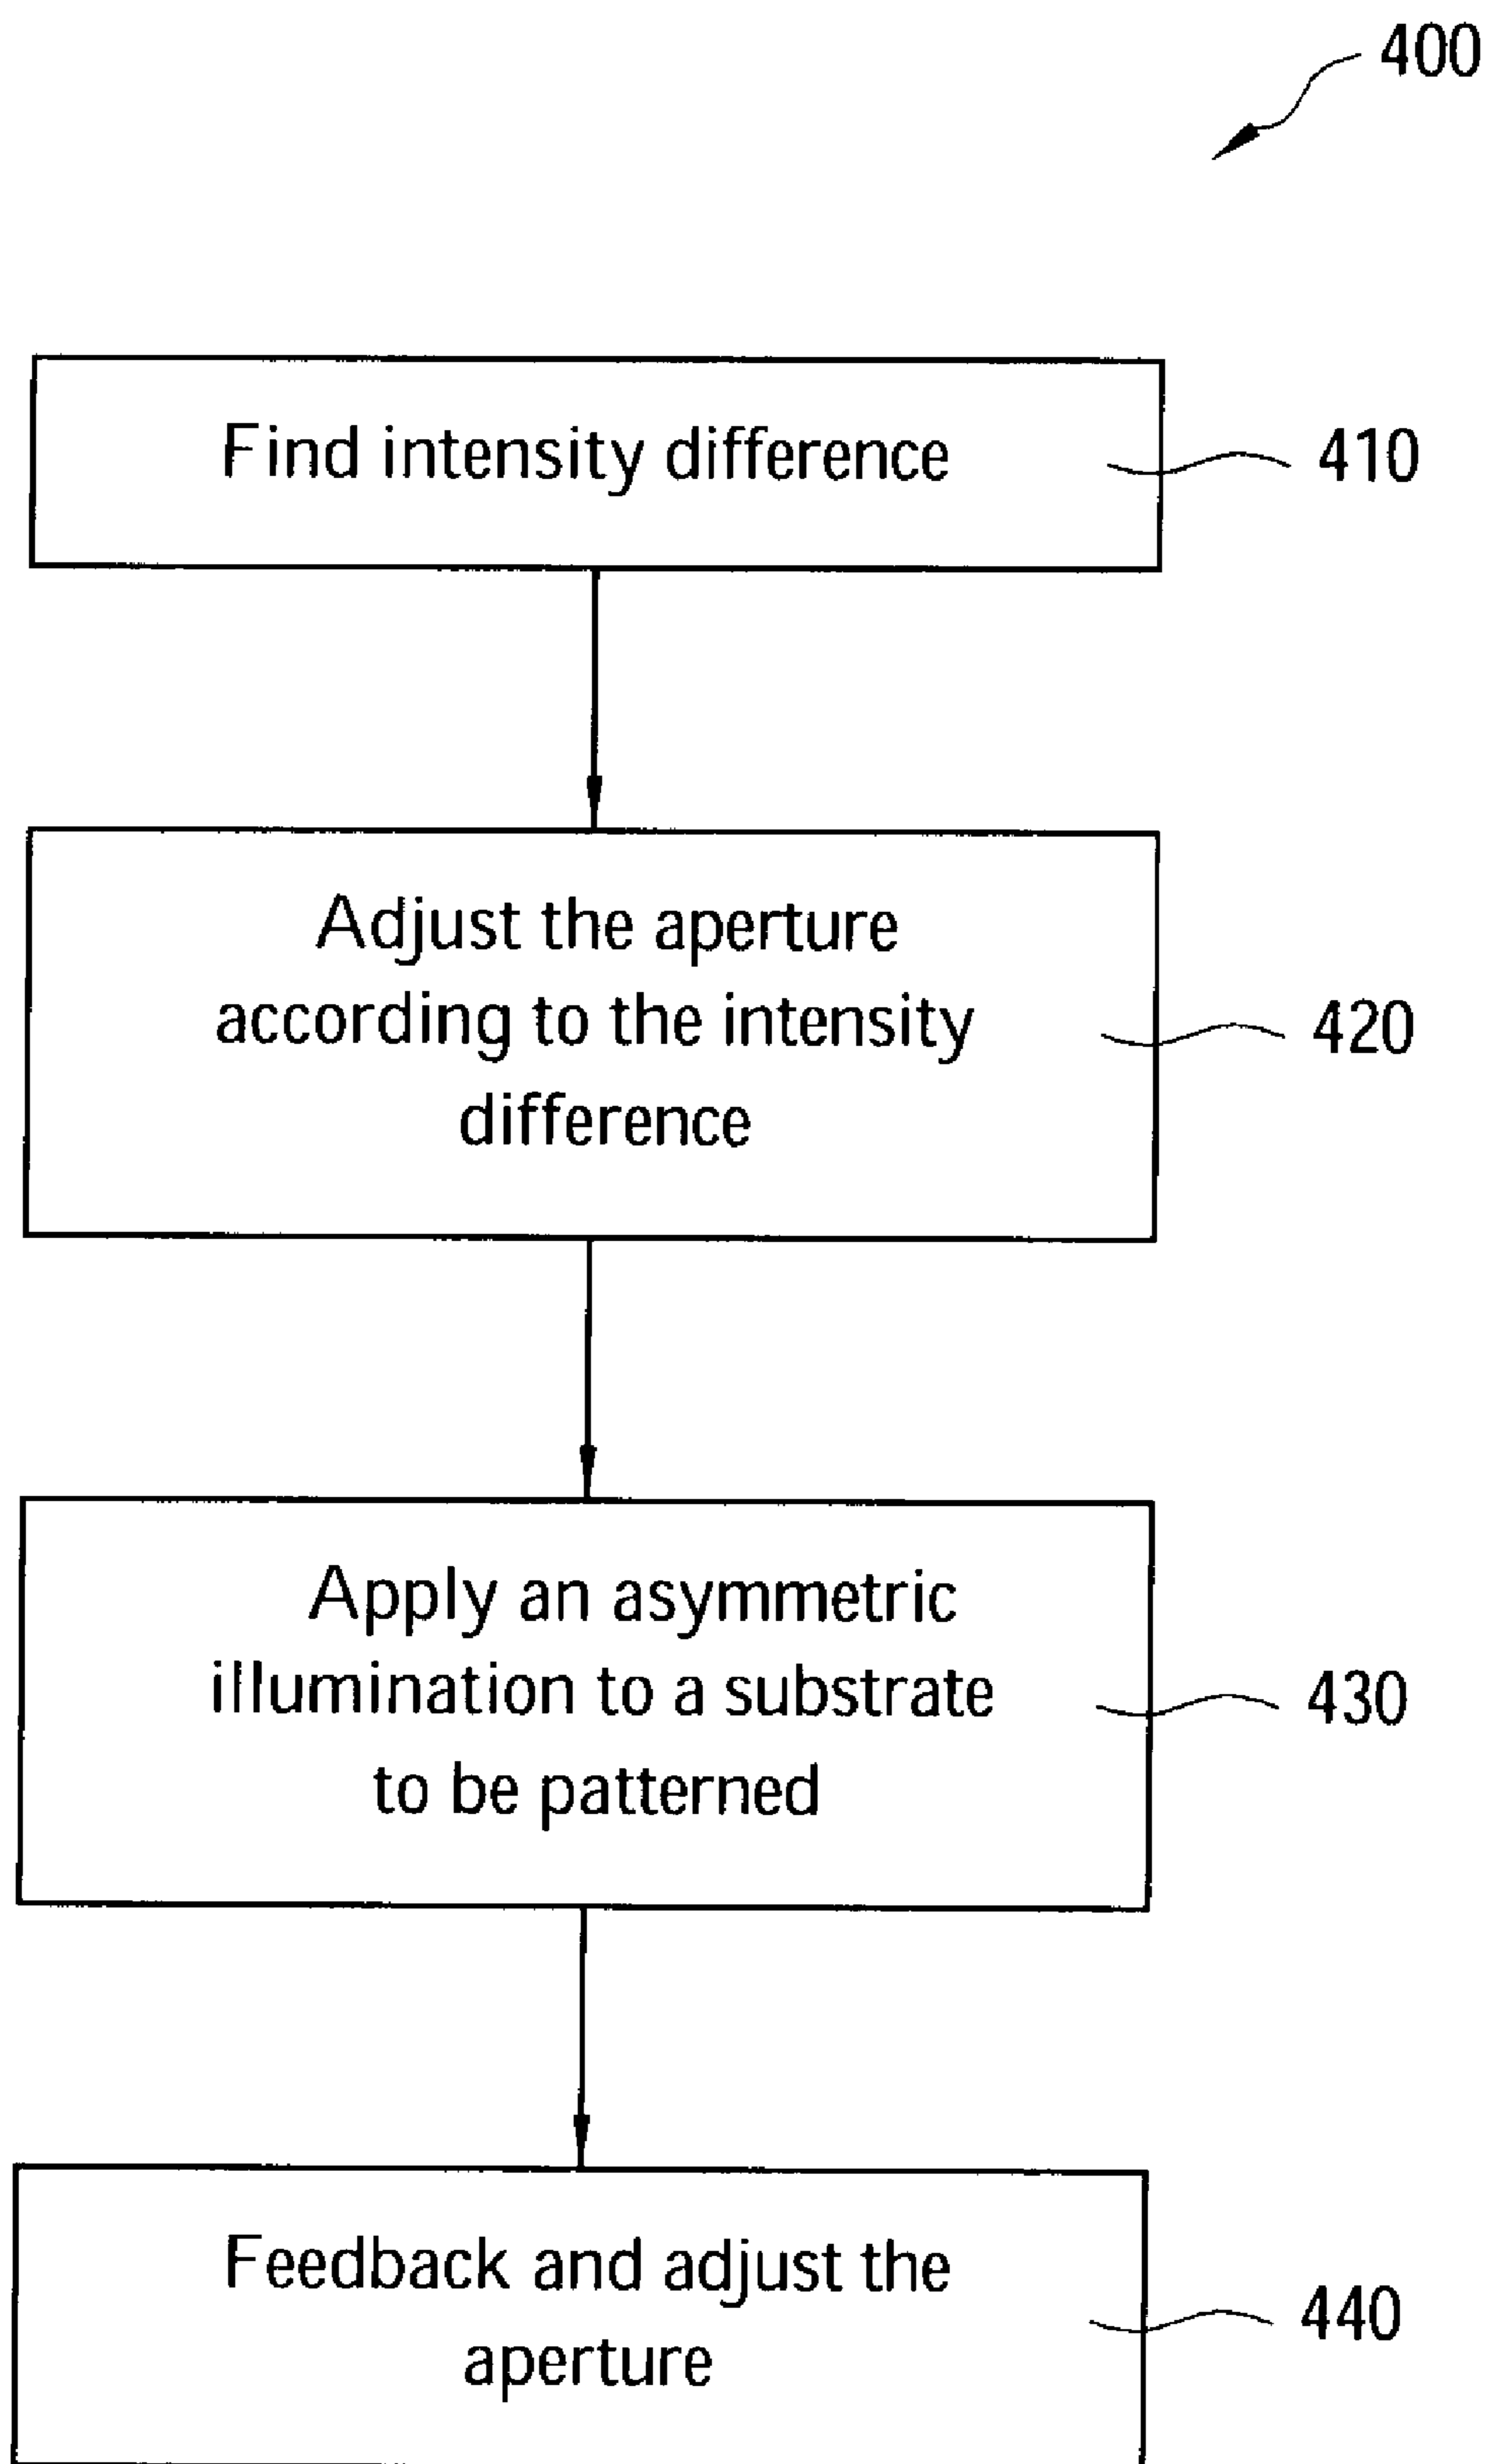 400
Find intensity difference
410
Adjust the aperture
according to the intensity
difference
420
Apply an asymmetric
illumination to a substrate
to be patterned
430
Feedback and adjust the
aperture
440